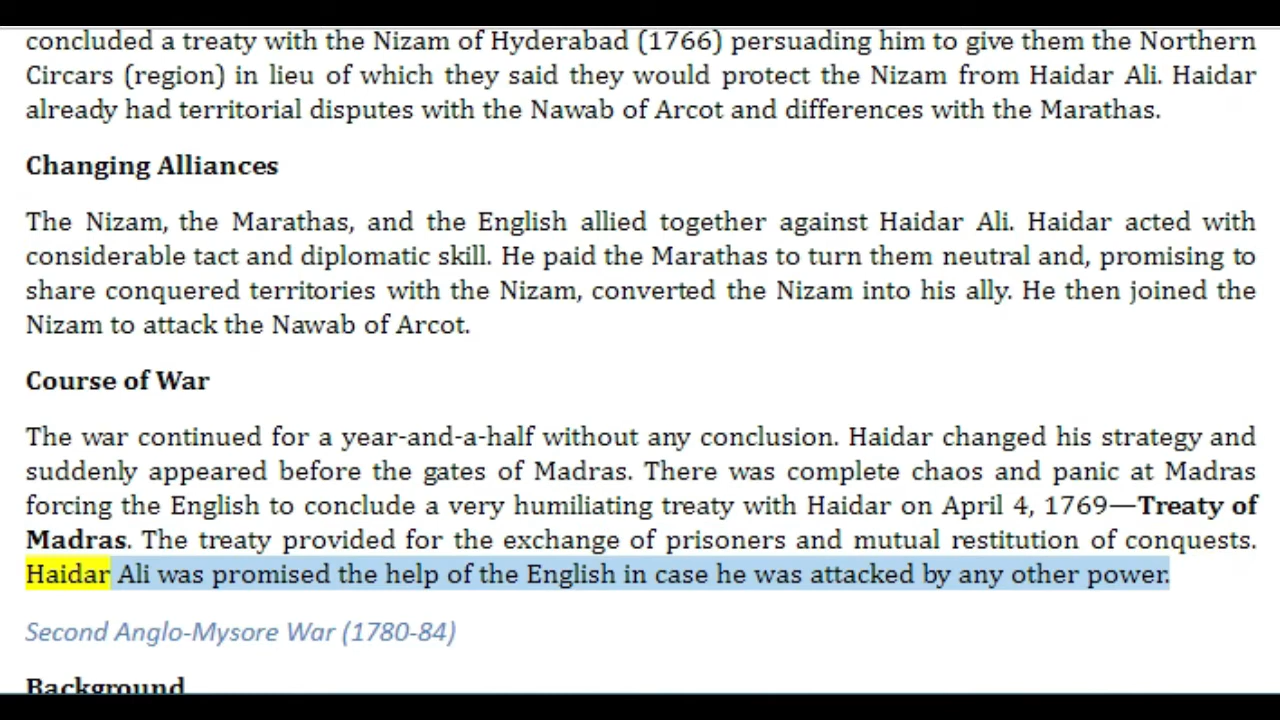 concluded a treaty with the Nizam of Hyderabad (1766) persuading him to give them the Northern
Circars (region) in lieu of which they said they would protect the Nizam from Haidar Ali. Haidar
already had territorial disputes with the Nawab of Arcot and differences with the Marathas.
Changing Alliances
The Nizam, the Marathas, and the English allied together against Haidar Ali. Haidar acted with
considerable tact and diplomatic skill. He paid the Marathas to turn them neutral and, promising to
share conquered territories with the Nizam, converted the Nizam into his ally. He then joined the
Nizam to attack the Nawab of Arcot.
Course of War
The war continued for a year-and-a-half without any conclusion. Haidar changed his strategy and
suddenly appeared before the gates of Madras. There was complete chaos and panic at Madras
forcing the English to conclude a very humiliating treaty with Haidar on April 4, 1769—Treaty of
Madras. The treaty provided for the exchange of prisoners and mutual restitution of conquests.
Haidar Ali was promised the help of the English in case he was attacked by any other power.
Second Anglo-Mysore War (1780-84)
Background